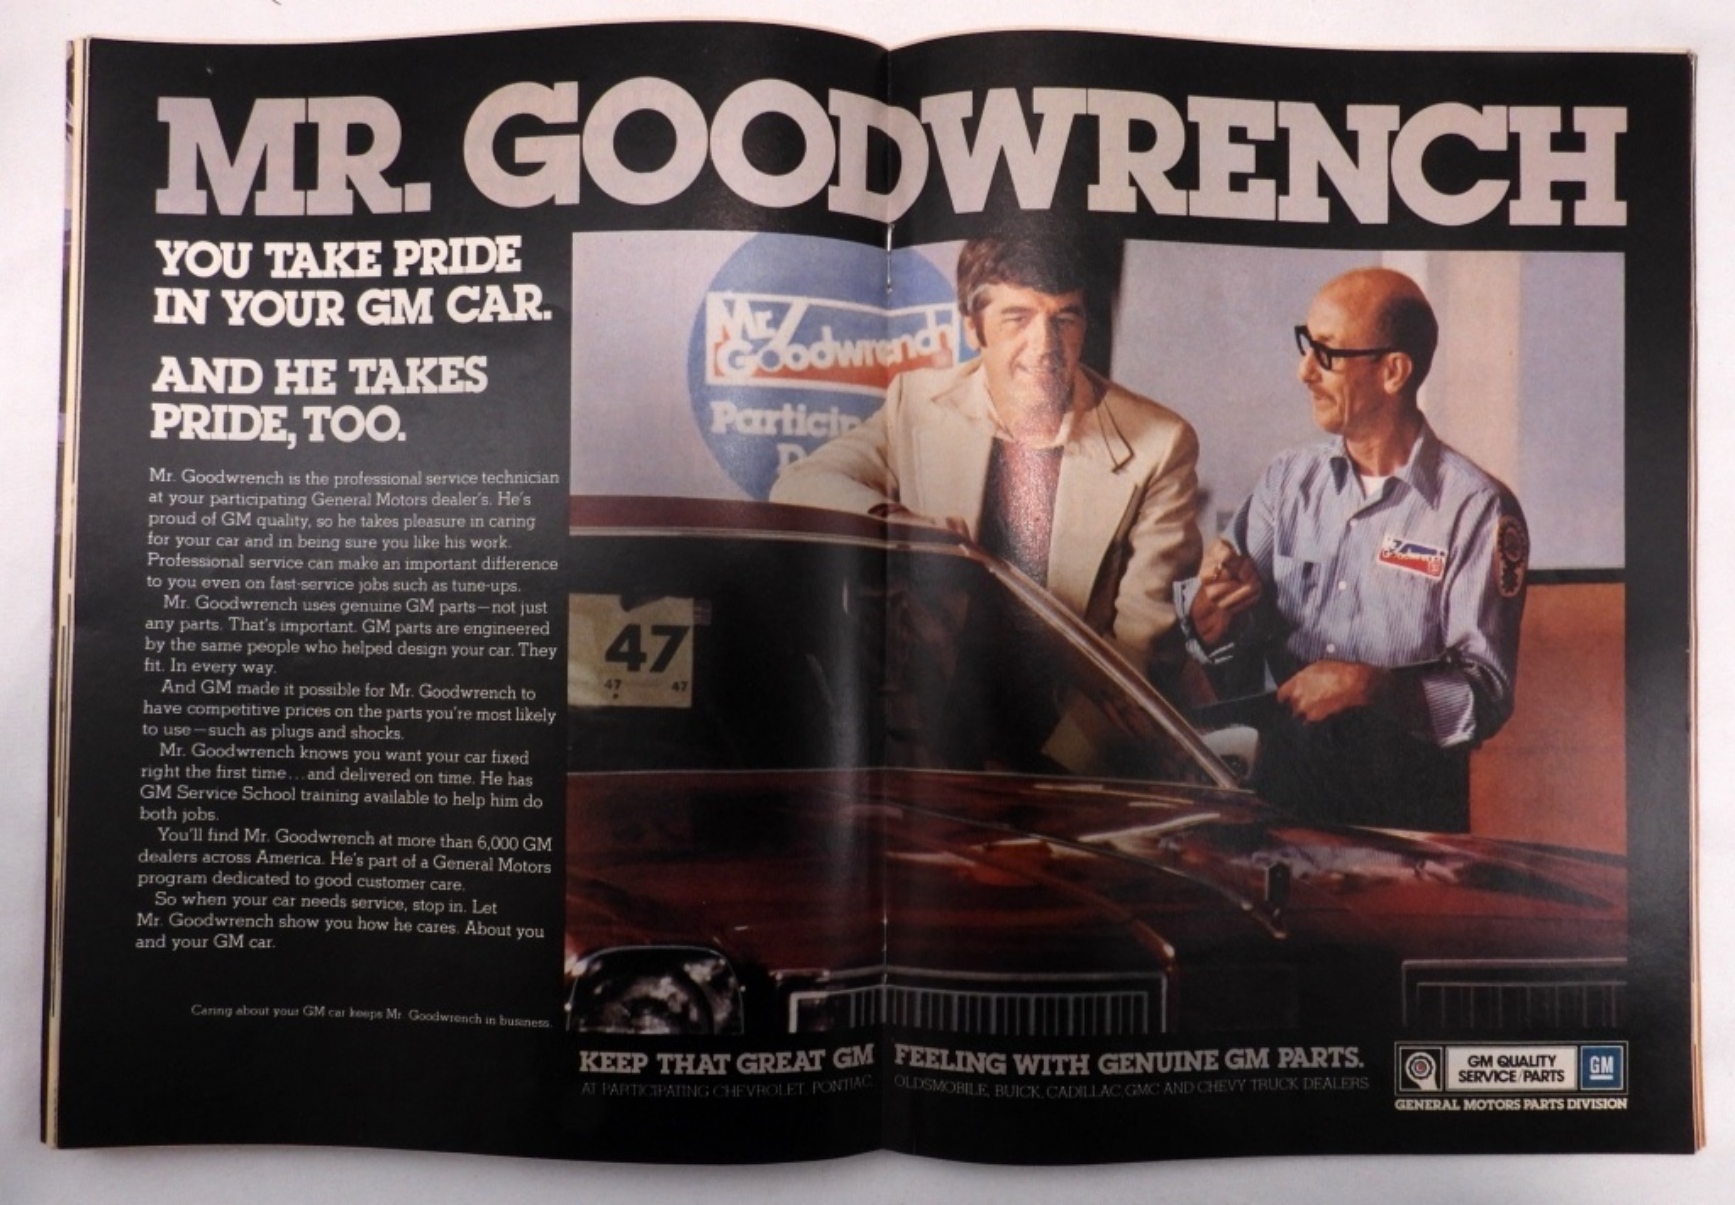 MR. GOODWRENCH
YOU TAKE PRIDE
IN YOUR GM CAR.
AND HE TAKES
PRIDE, TOO.
Mr. Goodwrench is the professional service technician
at your participating General Motors dealer's. He's
proud of GM quality, so he takes pleasure in caring
for your car and in being sure you like his work.
Professional service can make an important difference
to you even on fast-service jobs such as tune-ups.
Mr. Goodwrench uses genuine GM parts—not just
any parts. That's important. GM parts are engineered
by the same people who helped design your car. They
fit. In every way.
And GM made it possible for Mr. Goodwrench to
have competitive prices on the parts you're most likely
to use—such as plugs and shocks.
Mr. Goodwrench knows you want your car fixed
right the first time...and delivered on time. He has
GM Service School training available to help him do
both jobs.
You'll find Mr. Goodwrench at more than 6,000 GM
dealers across America. He's part of a General Motors
program dedicated to good customer care.
So when your car needs service, stop in. Let
Mr. Goodwrench show you how he cares. About you
and your GM car.
Caring about your GM car keeps Mr. Goodwrench in business.
Mr.
Goodwrench
Particip
47
47 47
Mr.
Goodwrench
KEEP THAT GREAT GM FEELING WITH GENUINE GM PARTS.
AT PARTICIPATING CHEVROLET, PONTIAC, OLDSMOBILE, BUICK, CADILLAC, GMC AND CHEVY TRUCK DEALERS
GM QUALITY
SERVICE/PARTS
GM
GENERAL MOTORS PARTS DIVISION